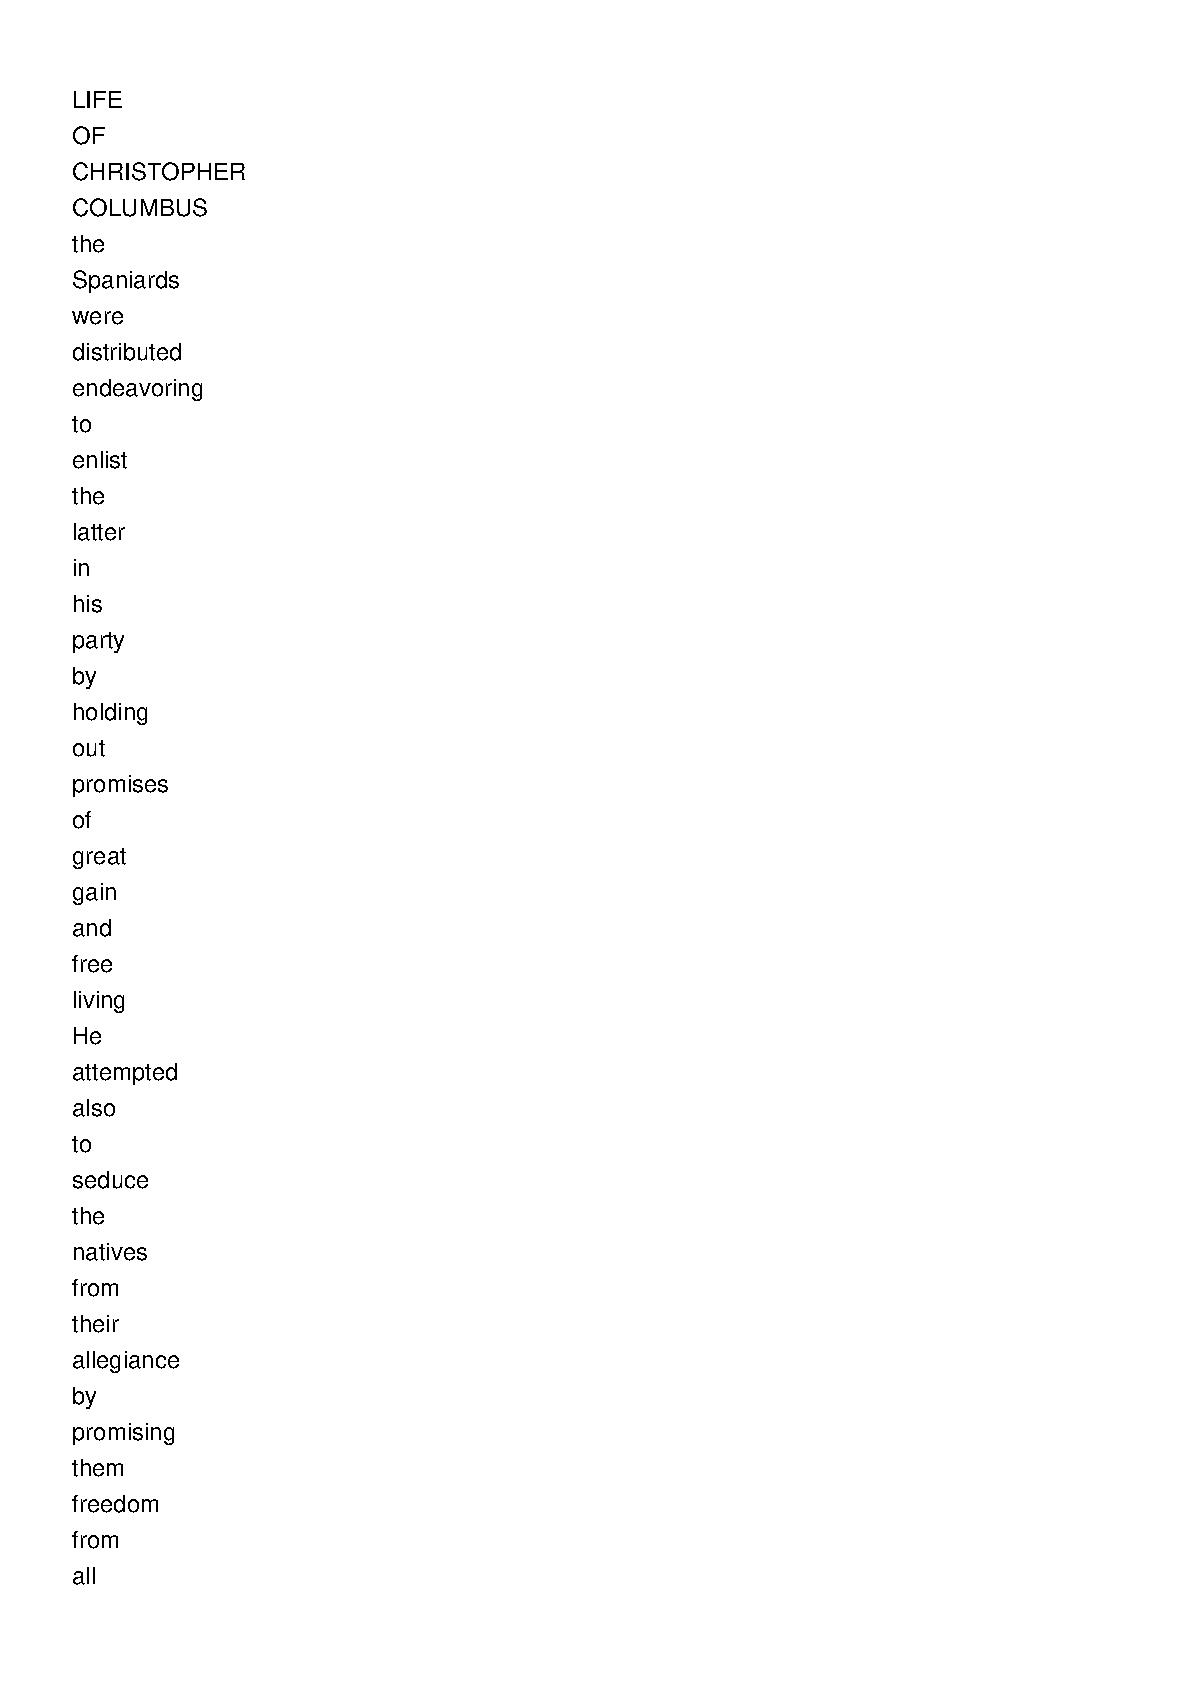 LIFE
OF
CHRISTOPHER
COLUMBUS
the
Spaniards
were
distributed
endeavoring
to
enlist
the
latter
in
his
party
by
holding
out
promises
of
great
gain
and
free
living
He
attempted
also
to
seduce
the
natives
from
their
allegiance
by
promising
them
freedom
from
all